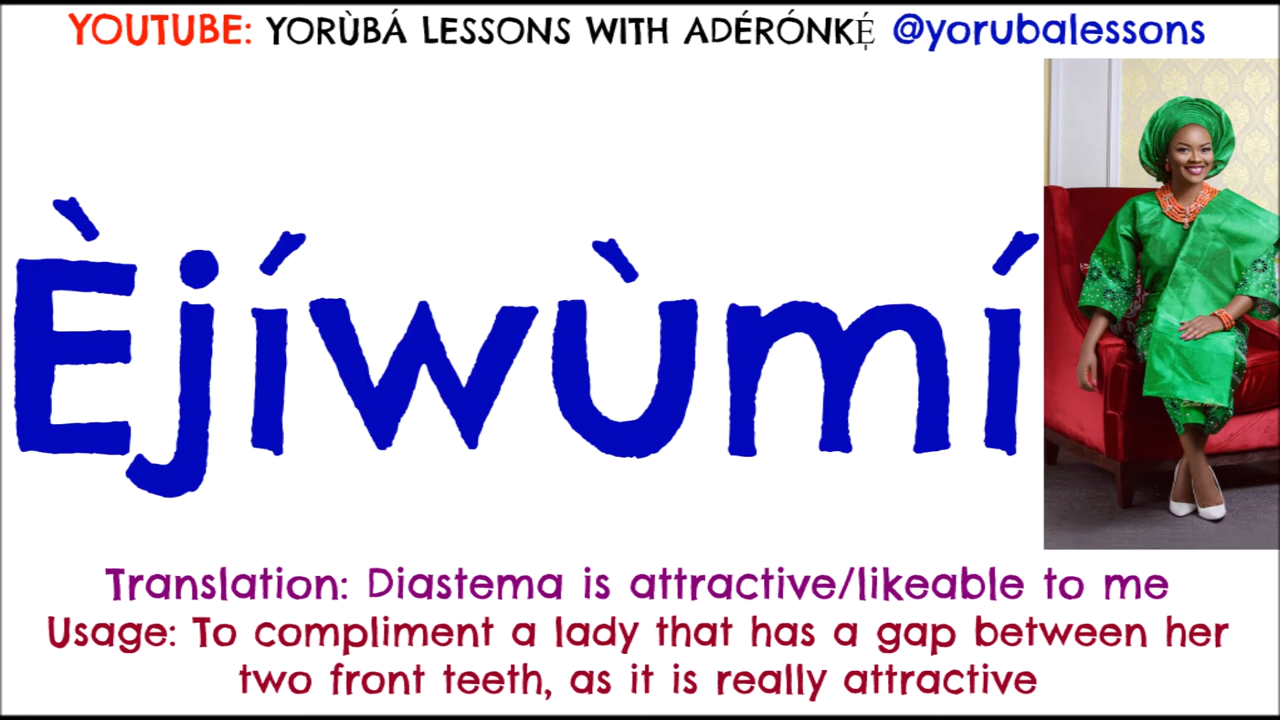 YOUTUBE: YORÙBÁ LESSONS WITH ADÉRÓNKẸ́ @yorubalessons
Èjíwùmí
Translation: Diastema is attractive/likeable to me
Usage: To compliment a lady that has a gap between her
two front teeth, as it is really attractive